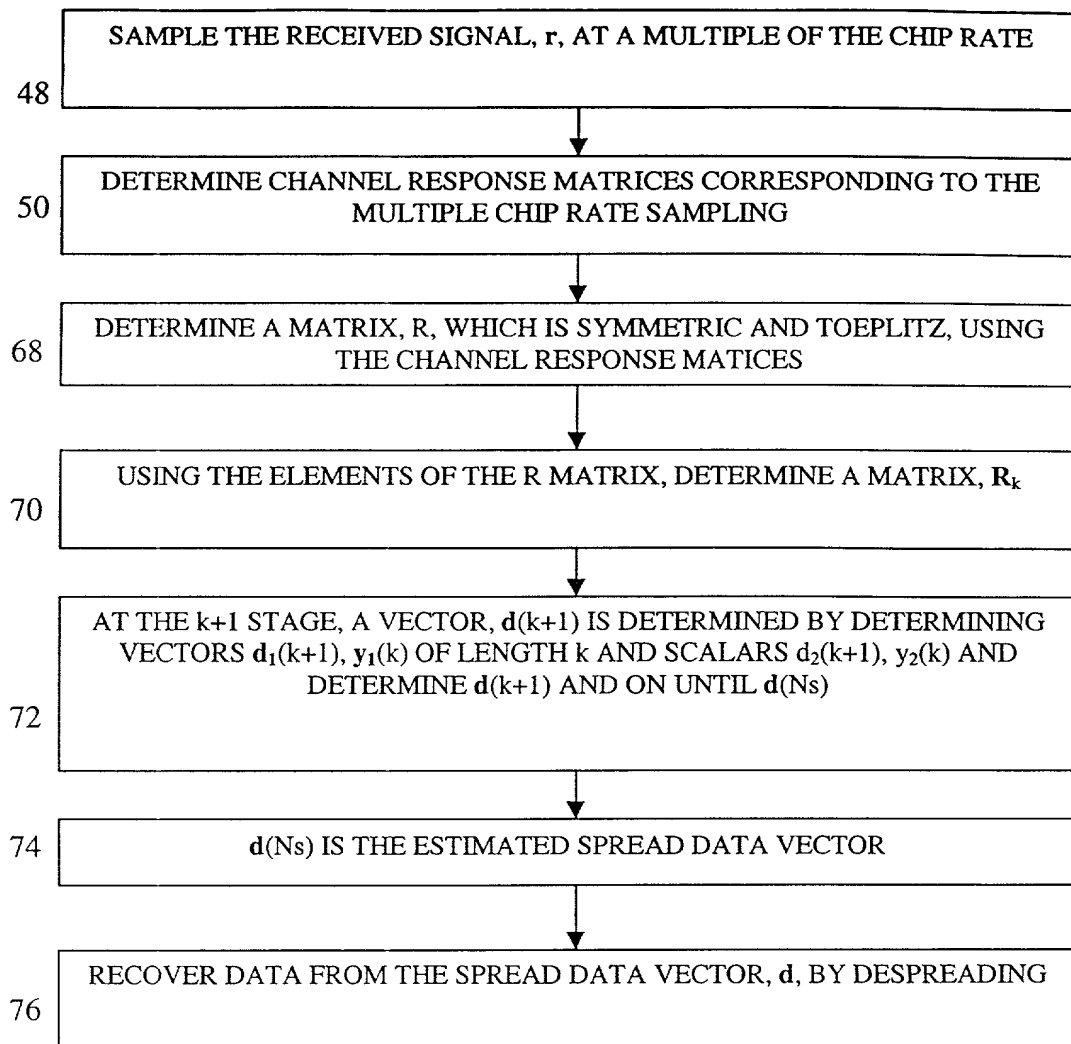 SAMPLE THE RECEIVED SIGNAL, r, AT A MULTIPLE OF THE CHIP RATE
48
DETERMINE CHANNEL RESPONSE MATRICES CORRESPONDING TO THE
MULTIPLE CHIP RATE SAMPLING
50
DETERMINE A MATRIX, R, WHICH IS SYMMETRIC AND TOEPLITZ, USING
THE CHANNEL RESPONSE MATICES
68
USING THE ELEMENTS OF THE R MATRIX, DETERMINE A MATRIX, Rk
70
AT THE k+1 STAGE, A VECTOR, d(k+1) IS DETERMINED BY DETERMINING
VECTORS d1(k+1), y1(k) OF LENGTH k AND SCALARS d2(k+1), y2(k) AND
DETERMINE d(k+1) AND ON UNTIL d(Ns)
72
74
d(Ns) IS THE ESTIMATED SPREAD DATA VECTOR
RECOVER DATA FROM THE SPREAD DATA VECTOR, d, BY DESPREADING
76